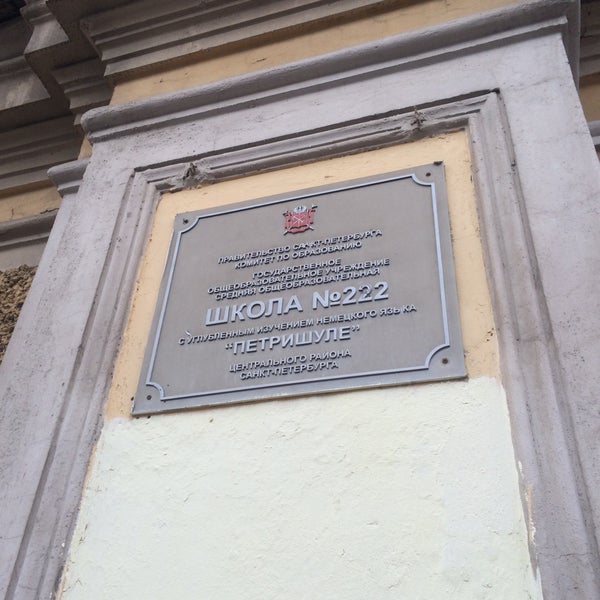 ПРАВИТЕЛЬСТВО САНКТ-ПЕТЕРБУРГА
КОМИТЕТ ПО ОБРАЗОВАНИЮ
ГОСУДАРСТВЕННОЕ
ОБЩЕОБРАЗОВАТЕЛЬНОЕ УЧРЕЖДЕНИЕ
СРЕДНЯЯ ОБЩЕОБРАЗОВАТЕЛЬНАЯ
ШКОЛА №222
С УГЛУБЛЕННЫМ ИЗУЧЕНИЕМ НЕМЕЦКОГО ЯЗЫКА
"ПЕТРИШУЛЕ"
ЦЕНТРАЛЬНОГО РАЙОНА
САНКТ-ПЕТЕРБУРГА